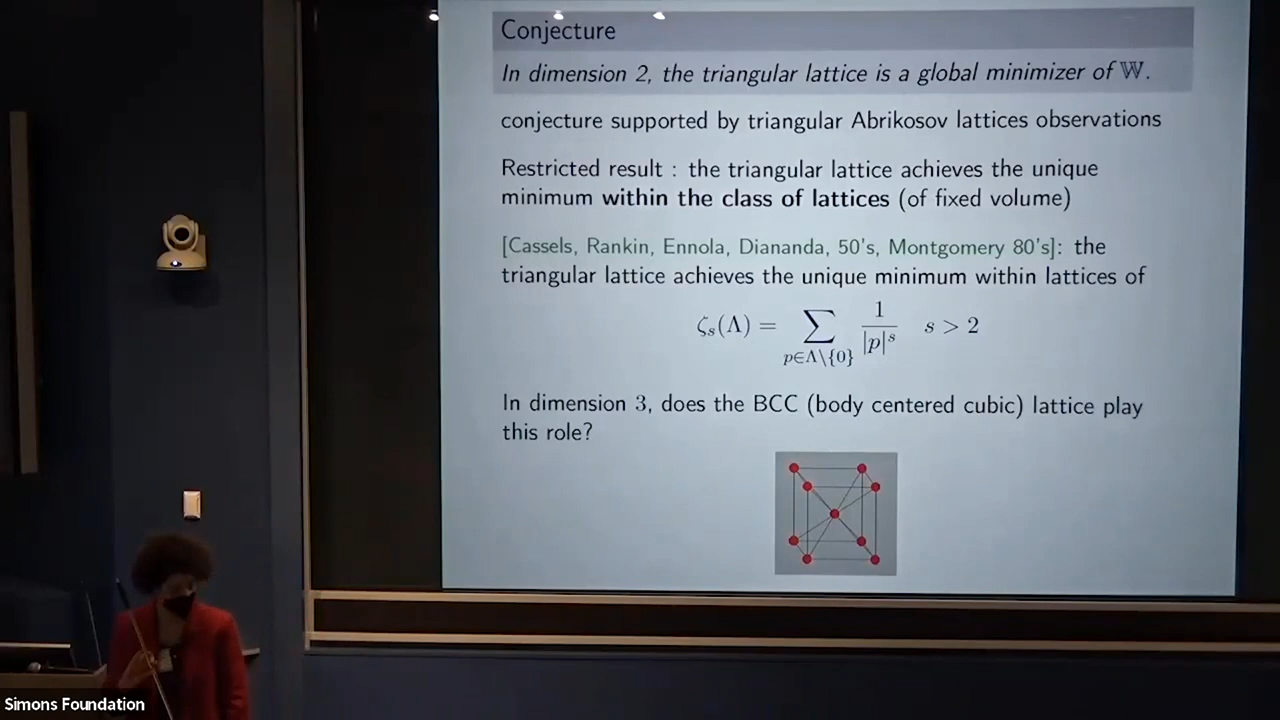 Conjecture
In dimension 2, the triangular lattice is a global minimizer of 𝕎.
conjecture supported by triangular Abrikosov lattices observations
Restricted result : the triangular lattice achieves the unique
minimum within the class of lattices (of fixed volume)
[Cassels, Rankin, Ennola, Diananda, 50's, Montgomery 80's]: the
triangular lattice achieves the unique minimum within lattices of
ζₛ(Λ) = ∑_{p∈Λ\{0}} 1/|p|ˢ s > 2
In dimension 3, does the BCC (body centered cubic) lattice play
this role?
Simons Foundation